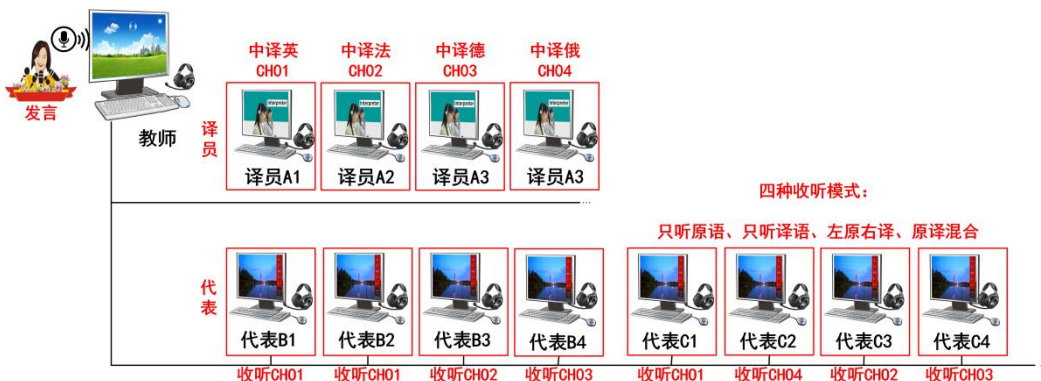 发言
教师
中译英 中译法 中译德 中译俄
CH01 CH02 CH03 CH04
译员
Interpreter Interpreter Interpreter Interpreter
译员A1 译员A2 译员A3 译员A3
...
四种收听模式：
只听原语、只听译语、左原右译、原译混合
代表
代表B1 代表B2 代表B3 代表B4 代表C1 代表C2 代表C3 代表C4
收听CH01 收听CH01 收听CH02 收听CH03 收听CH01 收听CH04 收听CH02 收听CH03